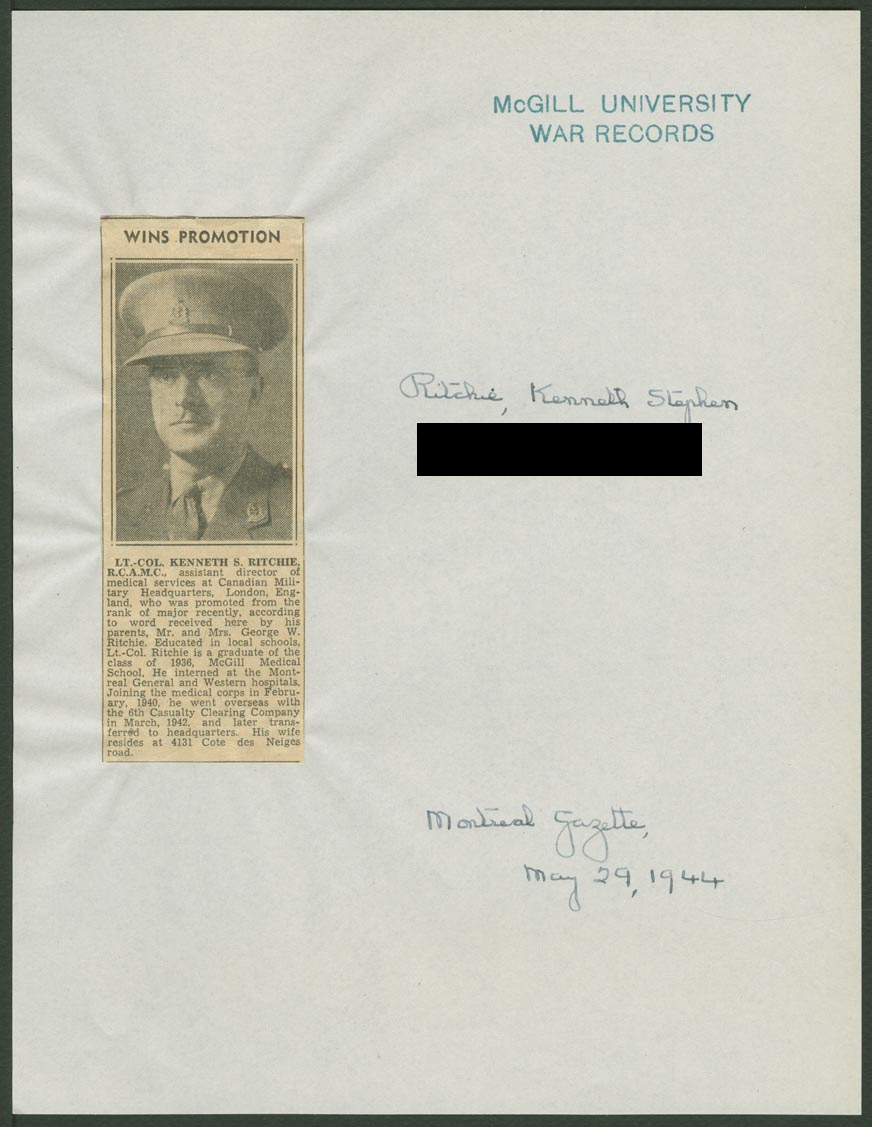 McGILL UNIVERSITY
WAR RECORDS
WINS PROMOTION
Ritchie, Kenneth Stephen
LT.-COL. KENNETH S. RITCHIE,
R.C.A.M.C., assistant director of
medical services at Canadian Mili-
tary Headquarters, London, Eng-
land, who was promoted from the
rank of major recently, according
to word received here by his
parents, Mr. and Mrs. George W.
Ritchie. Educated in local schools,
Lt.-Col. Ritchie is a graduate of the
class of 1936, McGill Medical
School. He interned at the Mont-
real General and Western hospitals.
Joining the medical corps in Febru-
ary, 1940, he went overseas with
the 6th Casualty Clearing Company
in March, 1942, and later trans-
ferred to headquarters. His wife
resides at 4131 Cote des Neiges
road.
Montreal Gazette,
May 29, 1944